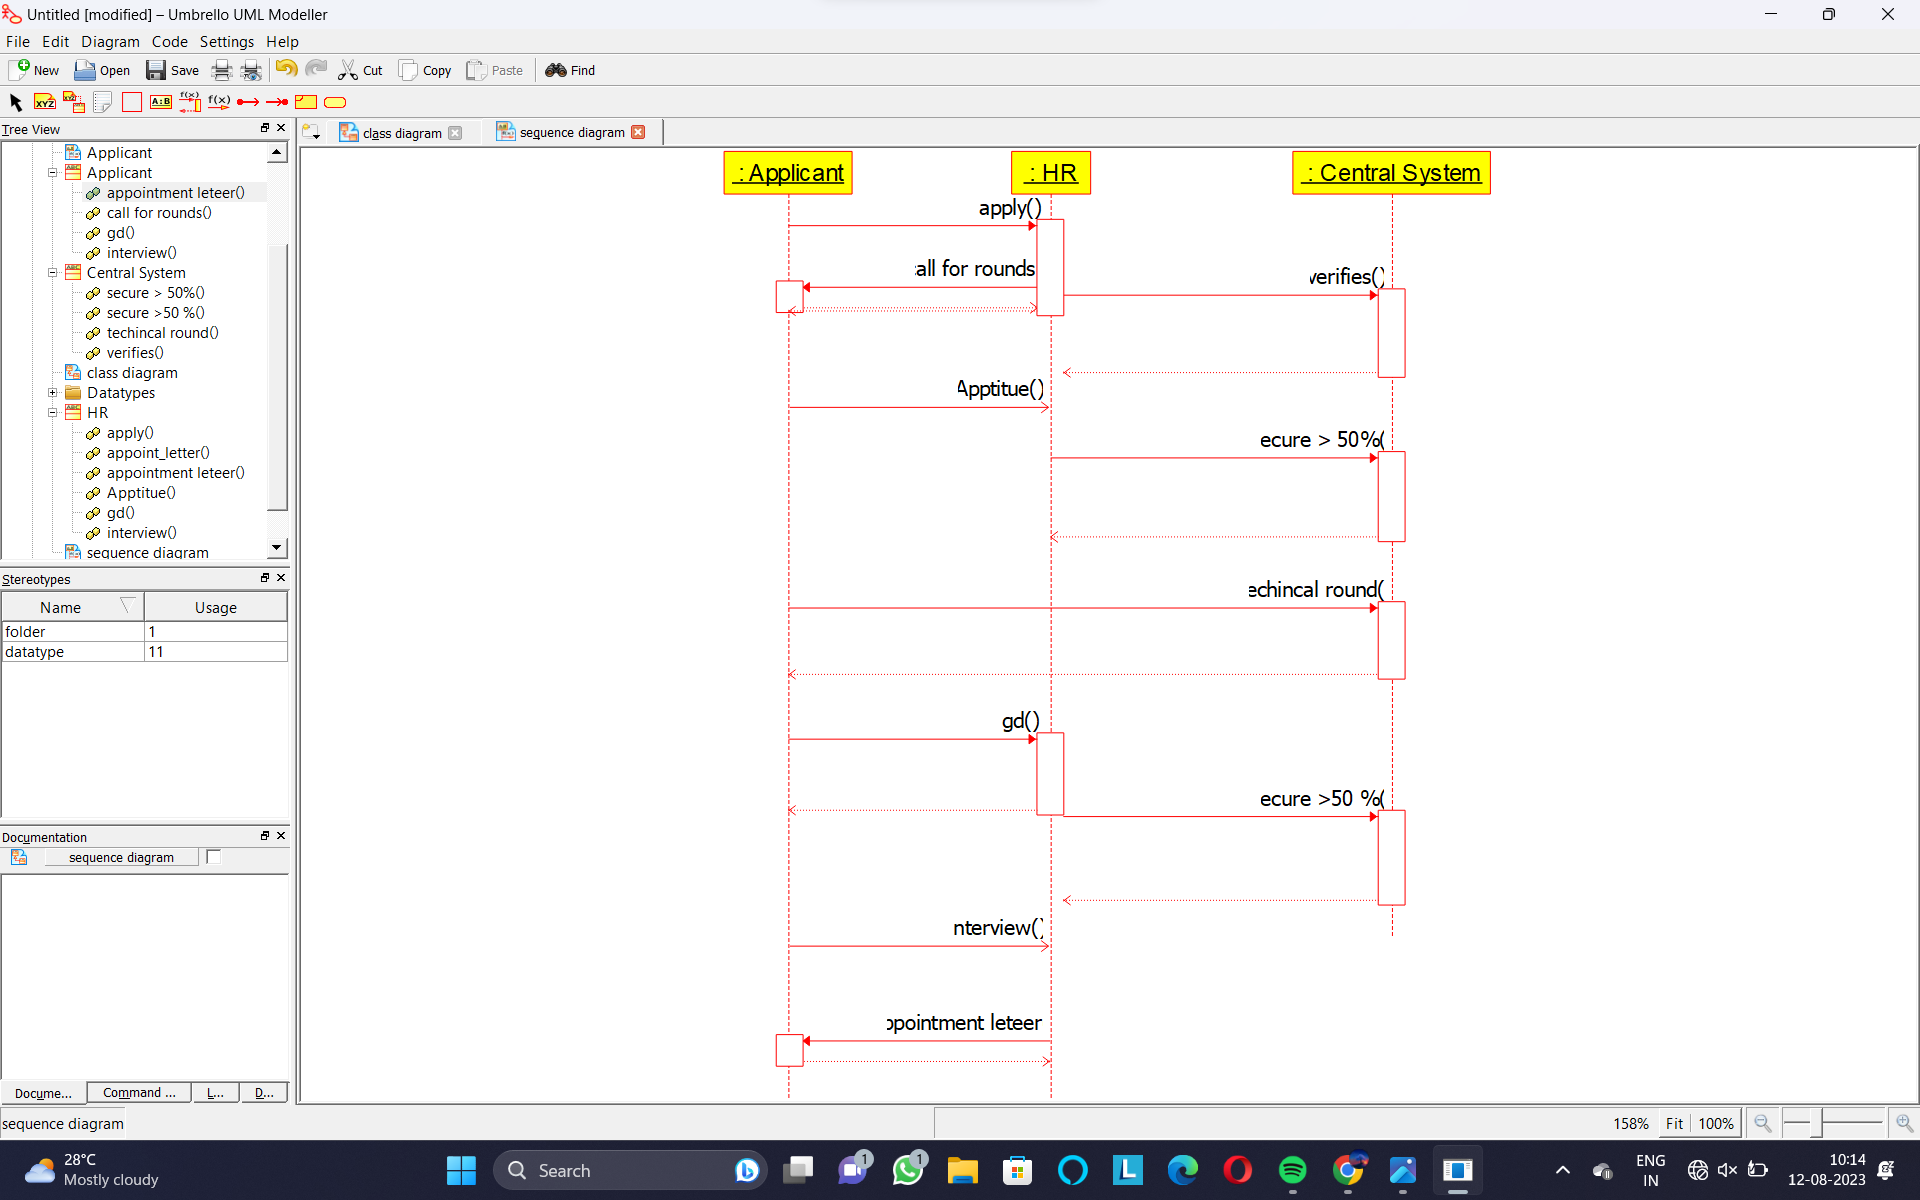 Untitled [modified] – Umbrello UML Modeller
File Edit Diagram Code Settings Help
New Open Save Cut Copy Paste Find
XYZ XYZ A:B f(x) f(x)
Tree View
class diagram
sequence diagram
Applicant
Applicant
appointment leteer()
call for rounds()
gd()
interview()
Central System
secure > 50%()
secure >50 %()
techincal round()
verifies()
class diagram
Datatypes
HR
apply()
appoint_letter()
appointment leteer()
Apptitue()
gd()
interview()
sequence diagram
Stereotypes
Name Usage
folder 1
datatype 11
Documentation
sequence diagram
Docume... Command ... L... D...
: Applicant : HR : Central System
apply()
all for rounds
verifies()
Apptitue()
ecure > 50%(
echincal round(
gd()
ecure >50 %(
nterview()
ppointment leteer
sequence diagram
158% Fit 100%
28°C
Mostly cloudy
Search
1
1
L
ENG
IN
10:14
12-08-2023